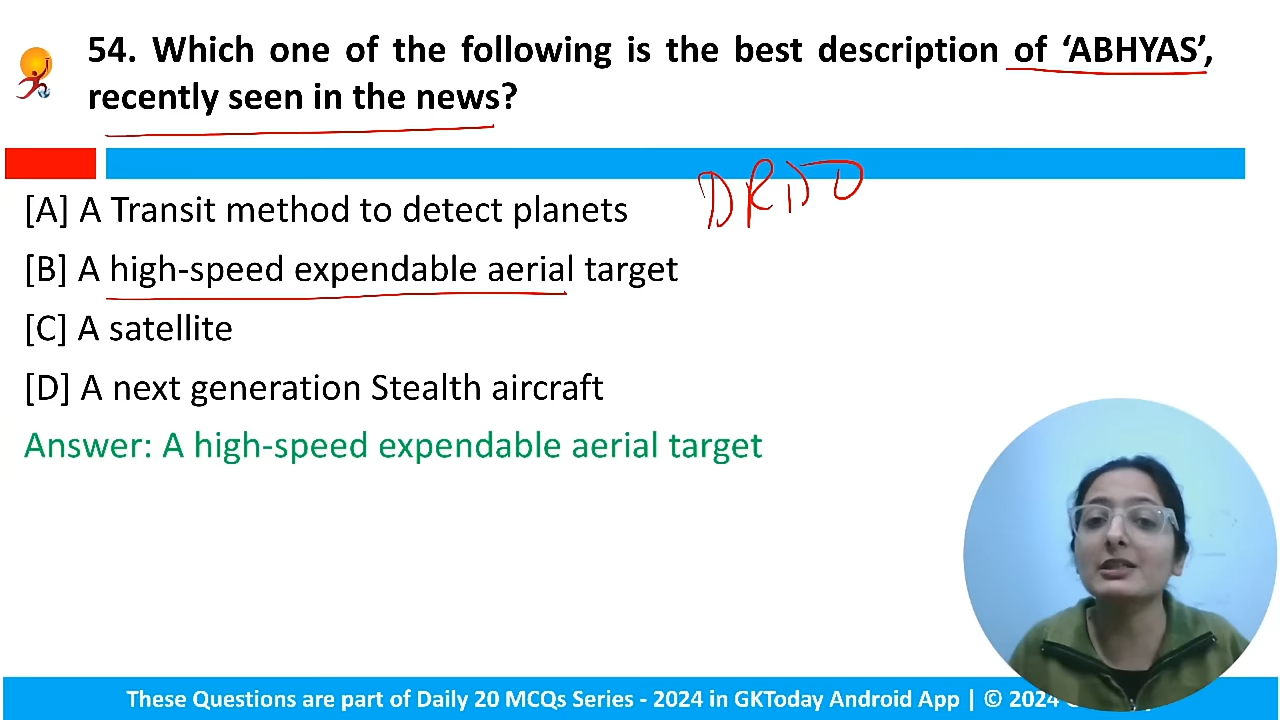 54. Which one of the following is the best description of ‘ABHYAS’,
recently seen in the news?
DRDO
[A] A Transit method to detect planets
[B] A high-speed expendable aerial target
[C] A satellite
[D] A next generation Stealth aircraft
Answer: A high-speed expendable aerial target
These Questions are part of Daily 20 MCQs Series - 2024 in GKToday Android App | © 2024